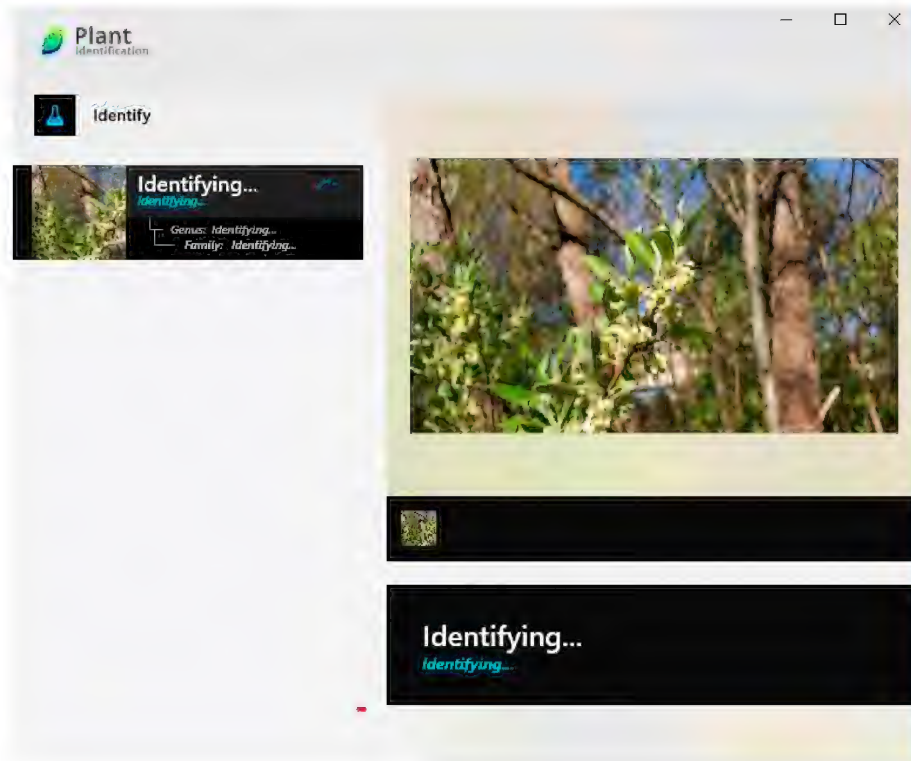 Plant
Identification
Identify
Identifying...
Identifying...
Genus: Identifying...
Family: Identifying...
Identifying...
Identifying...